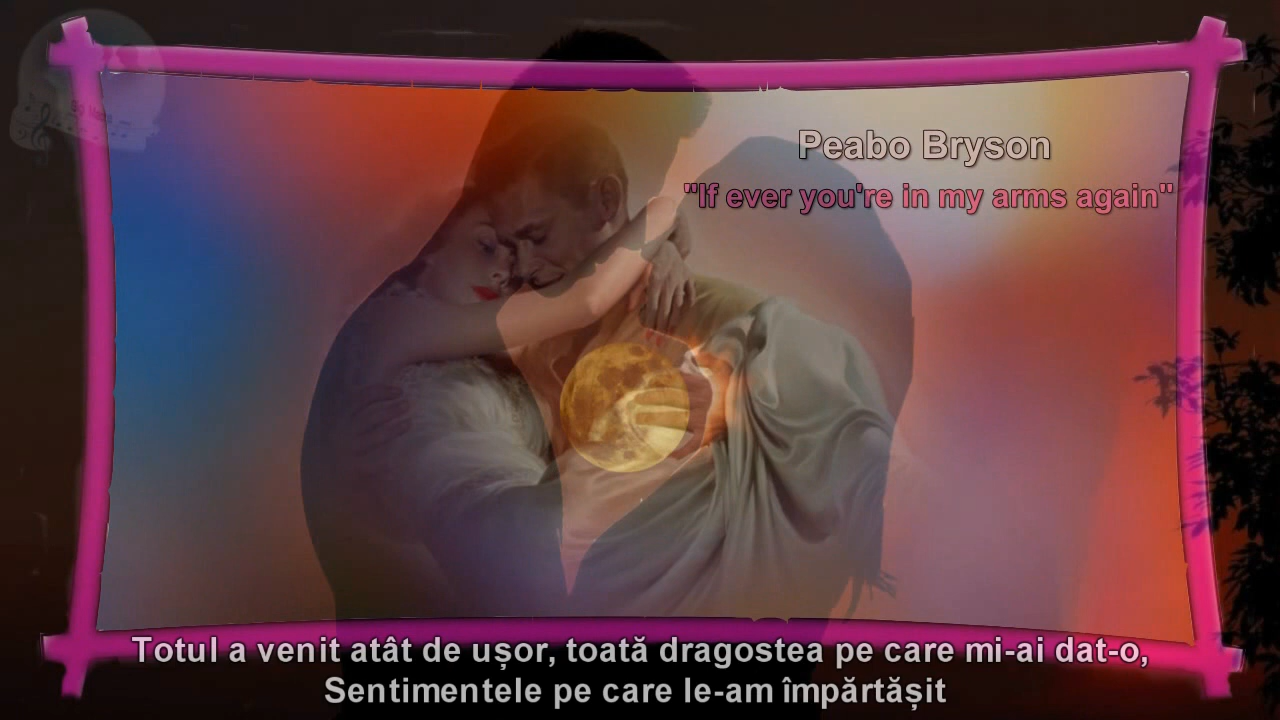 Peabo Bryson
"If ever you're in my arms again"
Totul a venit atât de ușor, toată dragostea pe care mi-ai dat-o,
Sentimentele pe care le-am împărtășit